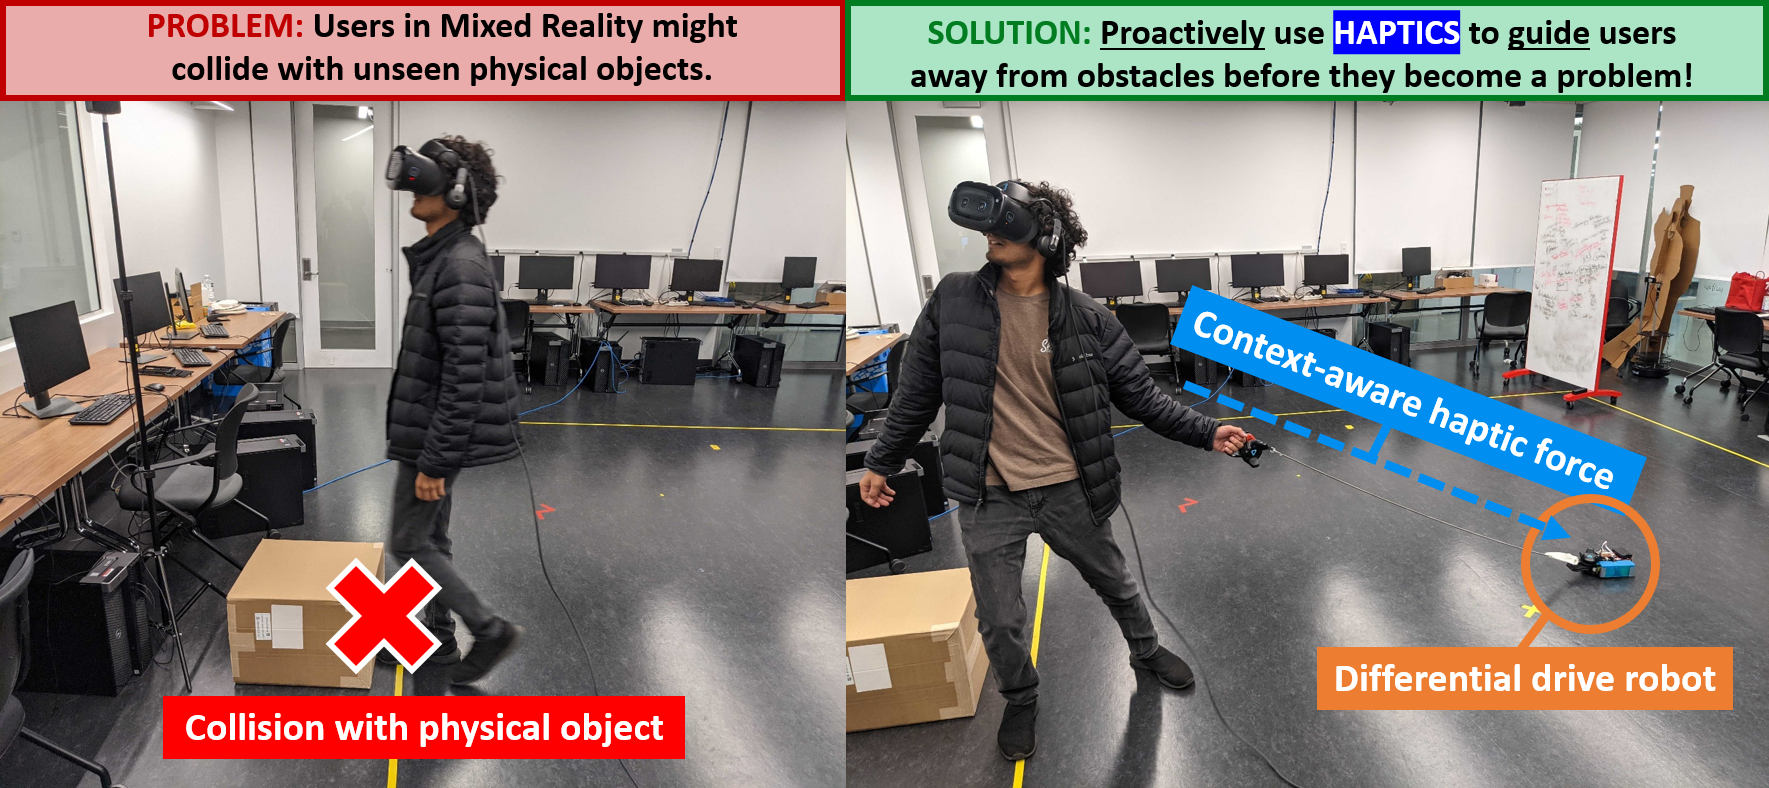 PROBLEM: Users in Mixed Reality might
collide with unseen physical objects.
SOLUTION: Proactively use HAPTICS to guide users
away from obstacles before they become a problem!
Context-aware haptic force
Differential drive robot
Collision with physical object